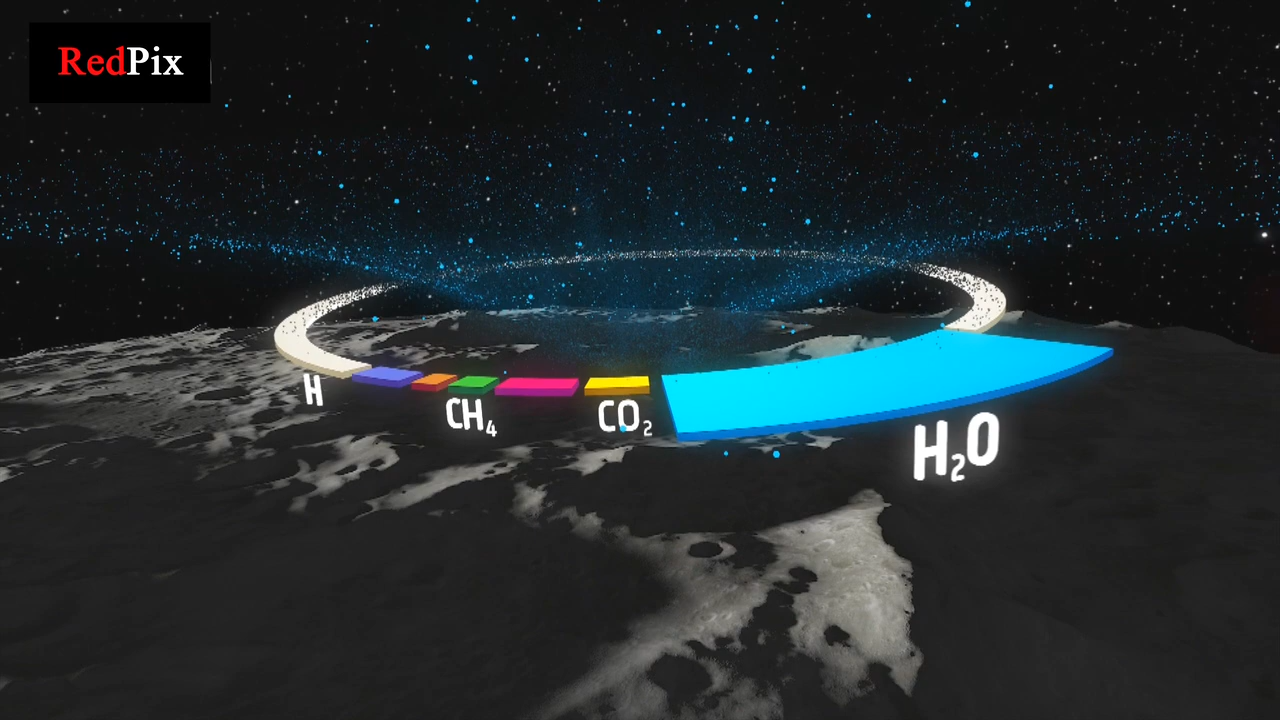 RedPix
H
CH₄
CO₂
H₂O